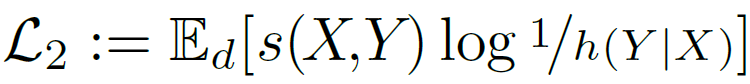 ℒ₂ := 𝔼_d[s(X,Y) log 1/h(Y|X)]